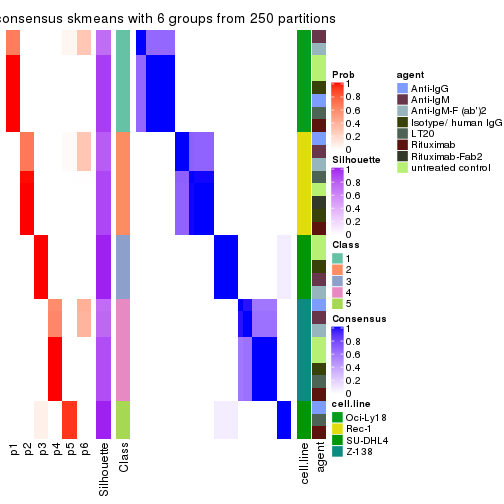 consensus skmeans with 6 groups from 250 partitions
Prob
1
0.8
0.6
0.4
0.2
0
Silhouette
1
0.8
0.6
0.4
0.2
0
Class
1
2
3
4
5
Consensus
1
0.8
0.6
0.4
0.2
0
cell.line
Oci-Ly18
Rec-1
SU-DHL4
Z-138
agent
Anti-IgG
Anti-IgM
Anti-IgM-F (ab')2
Isotype/ human IgG
LT20
Rituximab
Rituximab-Fab2
untreated control
p1
p2
p3
p4
p5
p6
Silhouette
Class
cell.line
agent